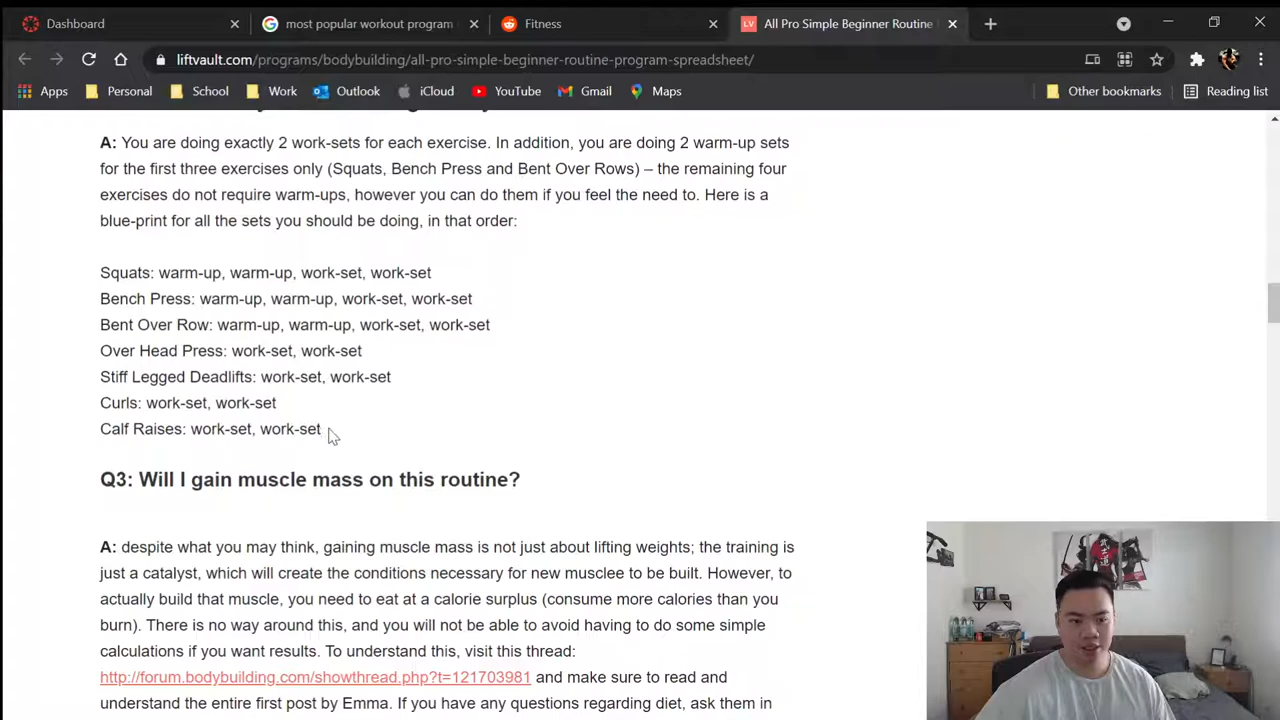 Dashboard
most popular workout program
Fitness
All Pro Simple Beginner Routine
liftvault.com/programs/bodybuilding/all-pro-simple-beginner-routine-program-spreadsheet/
Apps
Personal
School
Work
Outlook
iCloud
YouTube
Gmail
Maps
Other bookmarks
Reading list
A: You are doing exactly 2 work-sets for each exercise. In addition, you are doing 2 warm-up sets
for the first three exercises only (Squats, Bench Press and Bent Over Rows) – the remaining four
exercises do not require warm-ups, however you can do them if you feel the need to. Here is a
blue-print for all the sets you should be doing, in that order:
Squats: warm-up, warm-up, work-set, work-set
Bench Press: warm-up, warm-up, work-set, work-set
Bent Over Row: warm-up, warm-up, work-set, work-set
Over Head Press: work-set, work-set
Stiff Legged Deadlifts: work-set, work-set
Curls: work-set, work-set
Calf Raises: work-set, work-set
Q3: Will I gain muscle mass on this routine?
A: despite what you may think, gaining muscle mass is not just about lifting weights; the training is
just a catalyst, which will create the conditions necessary for new musclee to be built. However, to
actually build that muscle, you need to eat at a calorie surplus (consume more calories than you
burn). There is no way around this, and you will not be able to avoid having to do some simple
calculations if you want results. To understand this, visit this thread:
http://forum.bodybuilding.com/showthread.php?t=121703981 and make sure to read and
understand the entire first post by Emma. If you have any questions regarding diet, ask them in